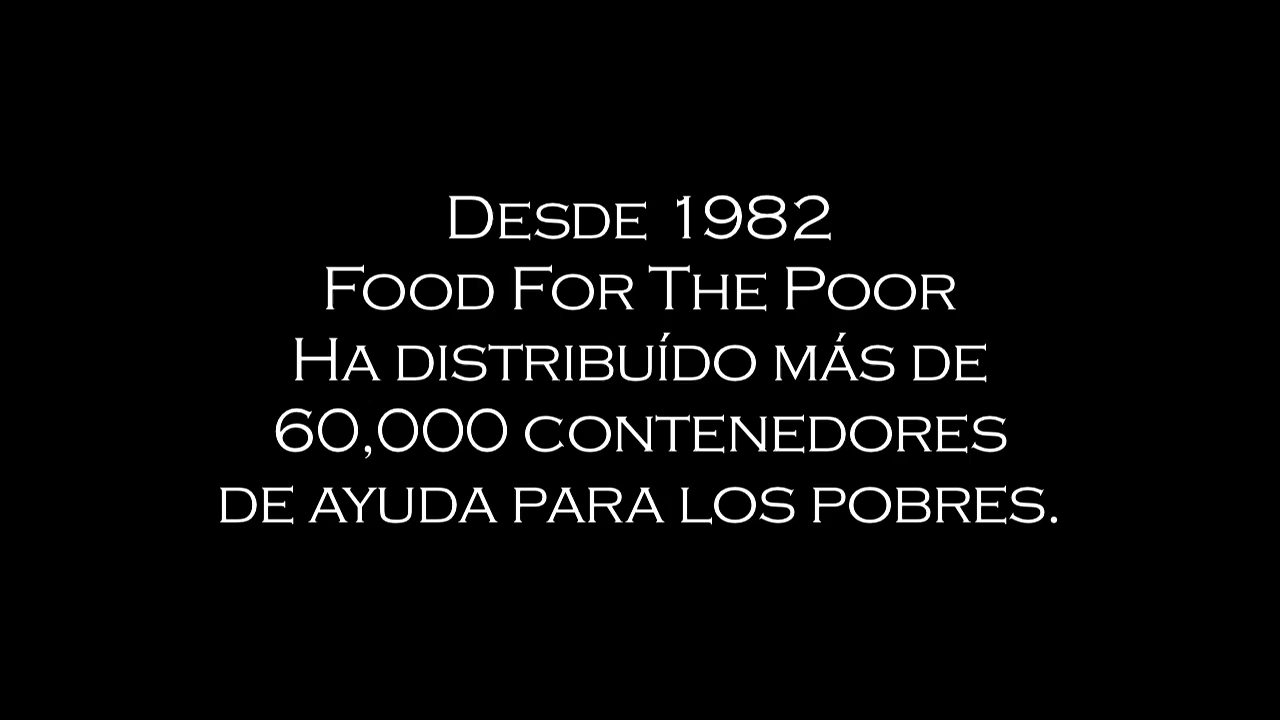 Desde 1982
Food For The Poor
Ha distribuído más de
60,000 contenedores
de ayuda para los pobres.